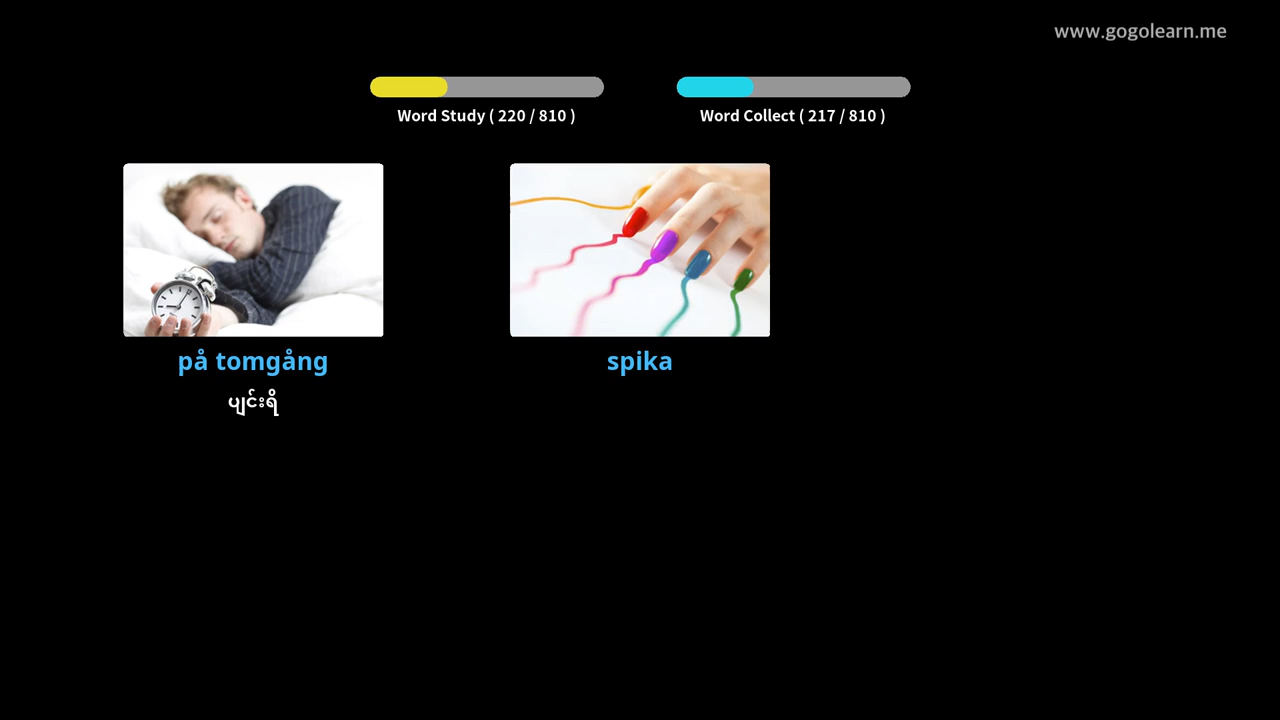 www.gogolearn.me
Word Study ( 220 / 810 )
Word Collect ( 217 / 810 )
på tomgång
spika
ပျင်းရိ